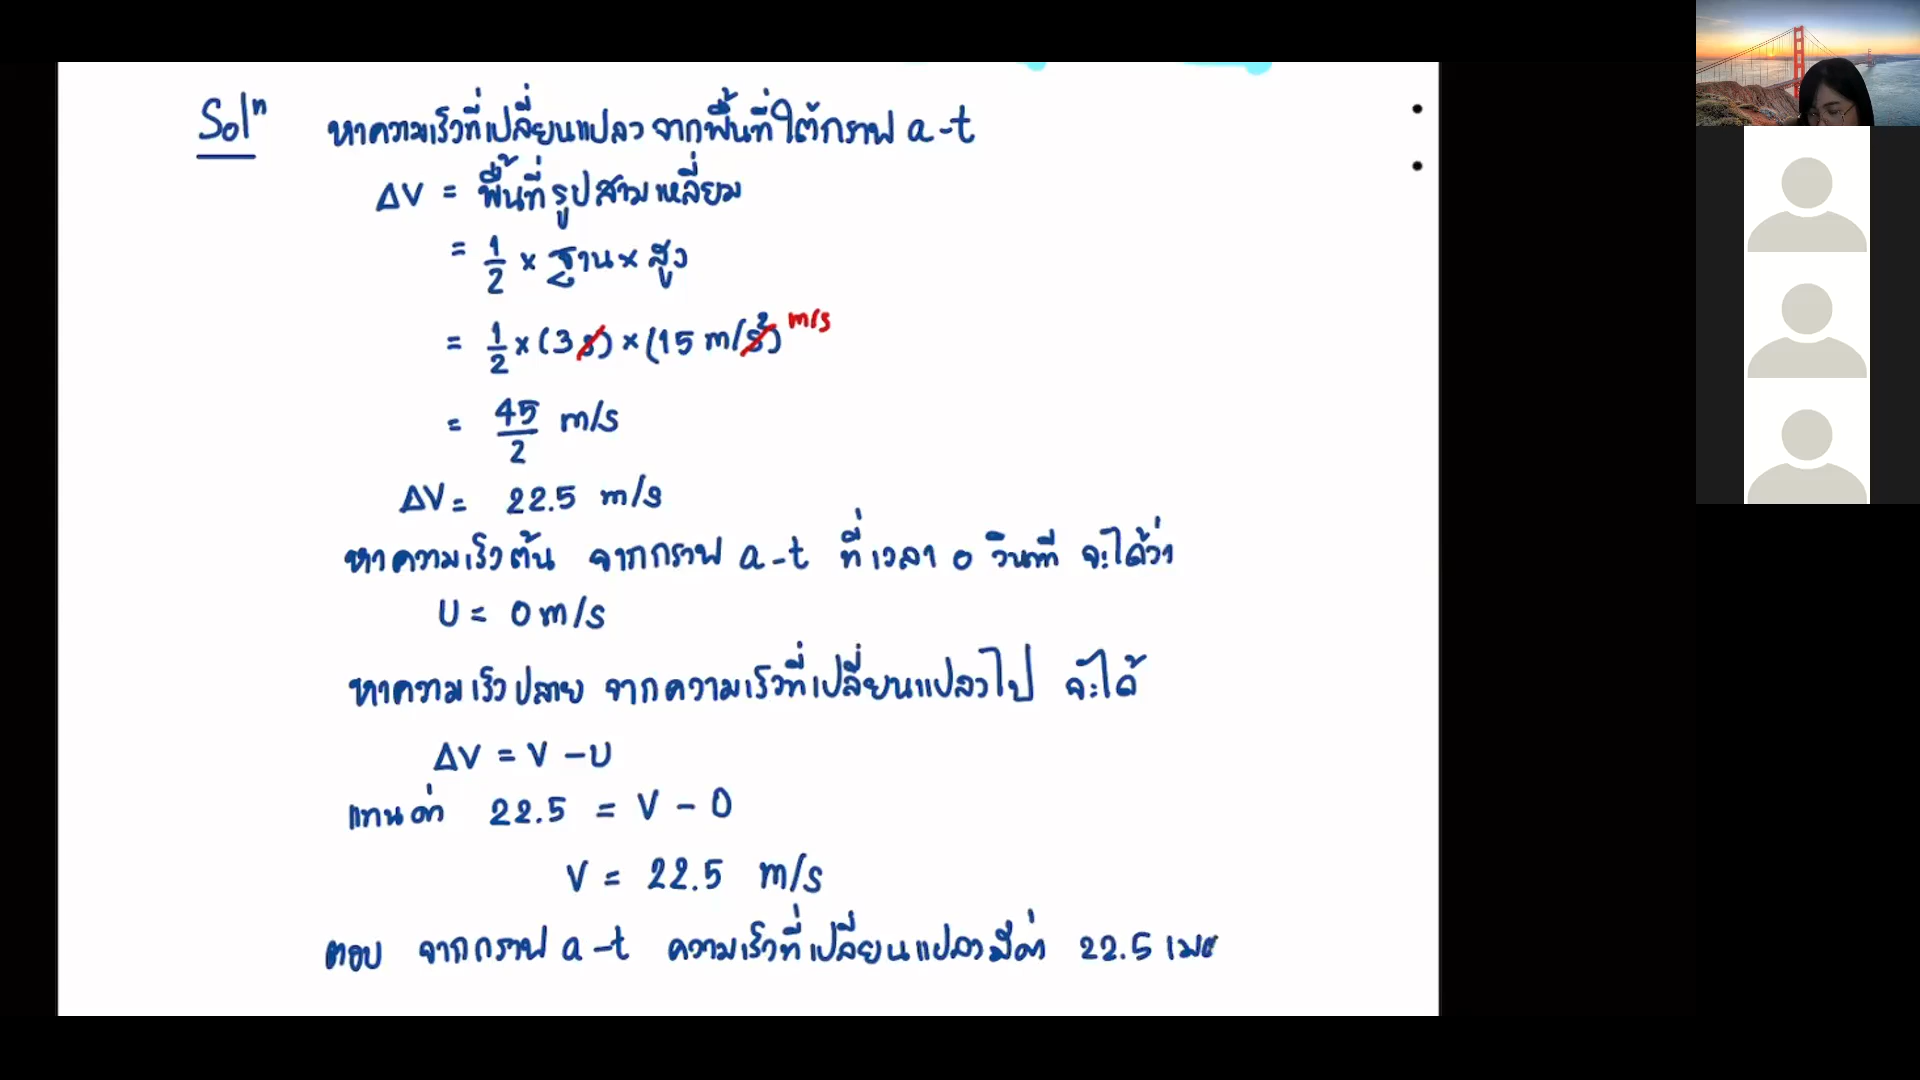 Solⁿ หาความเร็วที่เปลี่ยนแปลง จากพื้นที่ใต้กราฟ a-t
ΔV = พื้นที่รูปสามเหลี่ยม
= 1/2 × ฐาน × สูง
= 1/2 × (3 s) × (15 m/s²) m/s
= 45/2 m/s
ΔV = 22.5 m/s
หาความเร็วต้น จากกราฟ a-t ที่เวลา 0 วินาที จะได้ว่า
U = 0 m/s
หาความเร็วปลาย จากความเร็วที่เปลี่ยนแปลงไป จะได้
ΔV = V - U
แทนค่า 22.5 = V - 0
V = 22.5 m/s
ตอบ จากกราฟ a-t ความเร็วที่เปลี่ยนแปลงมีค่า 22.5 เมต